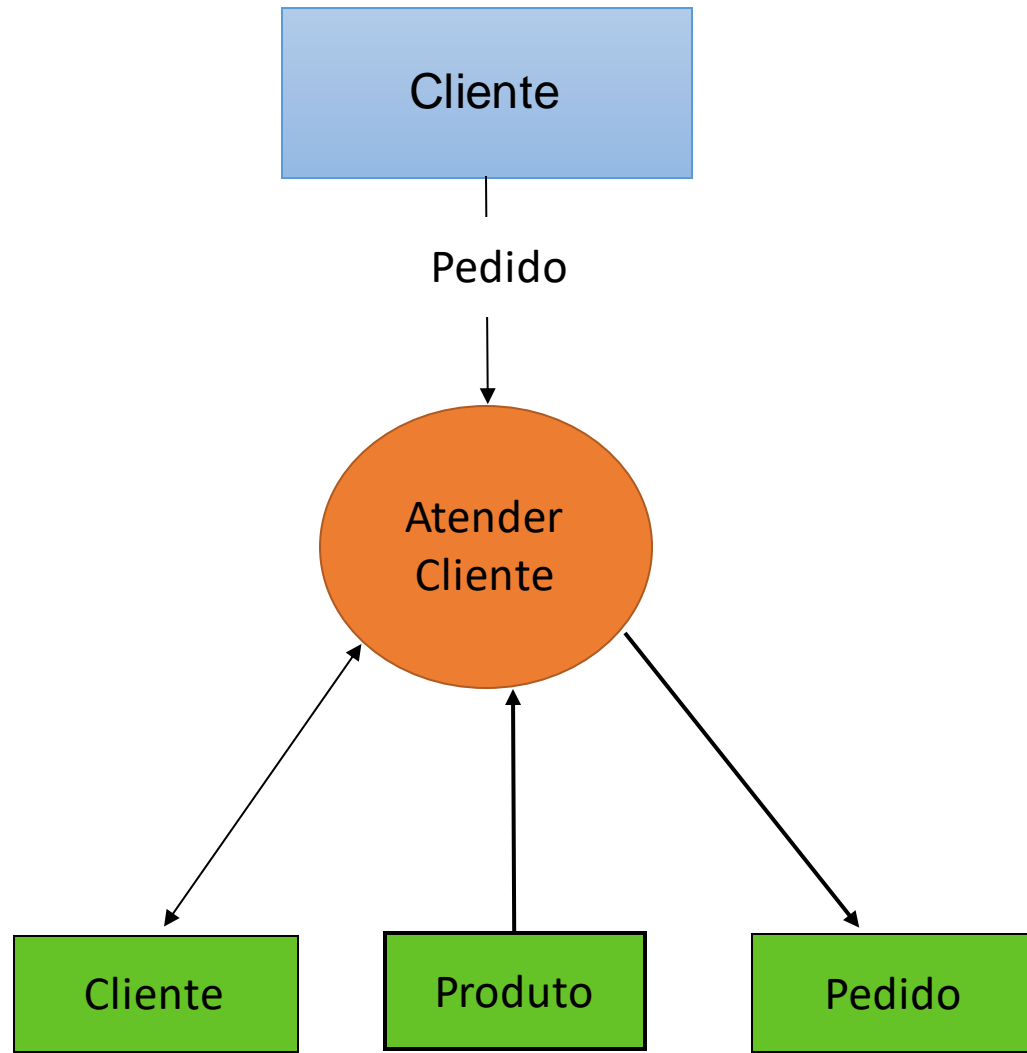 Cliente
Pedido
Atender
Cliente
Cliente
Produto
Pedido